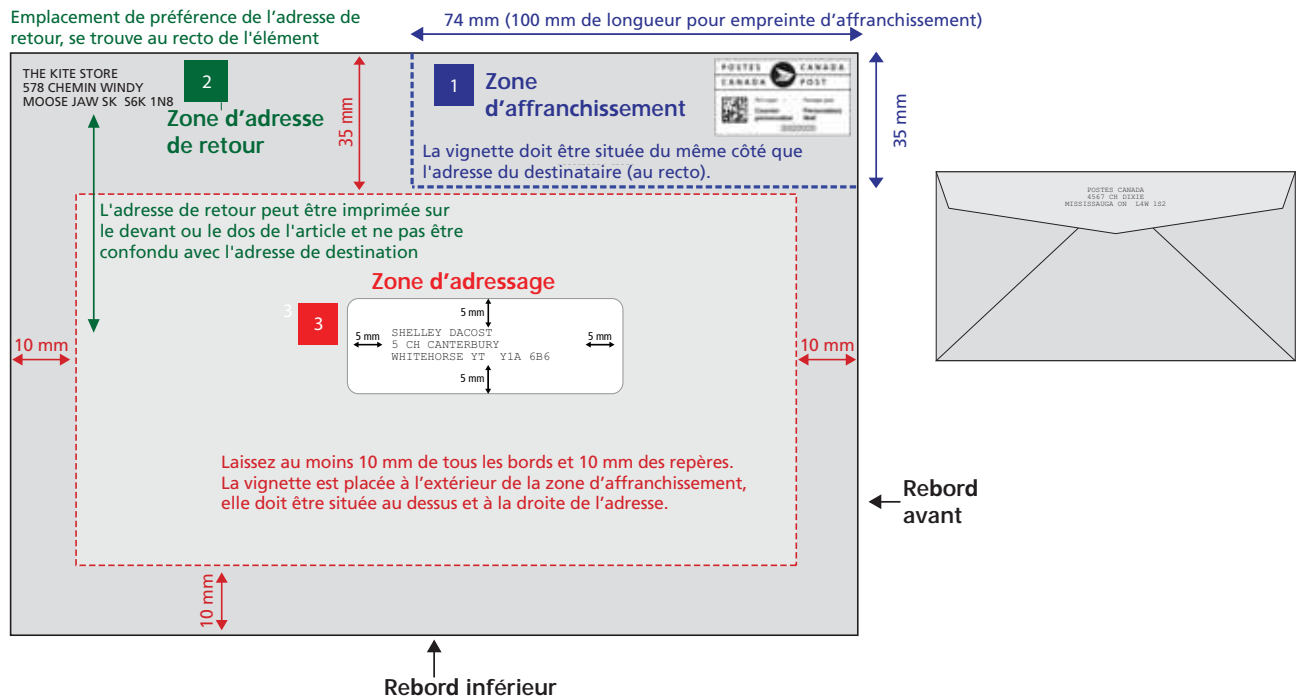 Emplacement de préférence de l’adresse de
retour, se trouve au recto de l'élément
74 mm (100 mm de longueur pour empreinte d’affranchissement)
THE KITE STORE
578 CHEMIN WINDY
MOOSE JAW SK S6K 1N8
2
Zone d’adresse
de retour
35 mm
1
Zone
d’affranchissement
POSTES CANADA
CANADA POST
La vignette doit être située du même côté que
l'adresse du destinataire (au recto).
35 mm
L'adresse de retour peut être imprimée sur
le devant ou le dos de l'article et ne pas être
confondu avec l'adresse de destination
POSTES CANADA
4567 CH DIXIE
MISSISSAUGA ON L4W 1S2
Zone d’adressage
3
3
5 mm
5 mm
SHELLEY DACOST
5 CH CANTERBURY
WHITEHORSE YT Y1A 6B6
5 mm
5 mm
10 mm
10 mm
Laissez au moins 10 mm de tous les bords et 10 mm des repères.
La vignette est placée à l’extérieur de la zone d’affranchissement,
elle doit être située au dessus et à la droite de l’adresse.
Rebord
avant
10 mm
Rebord inférieur